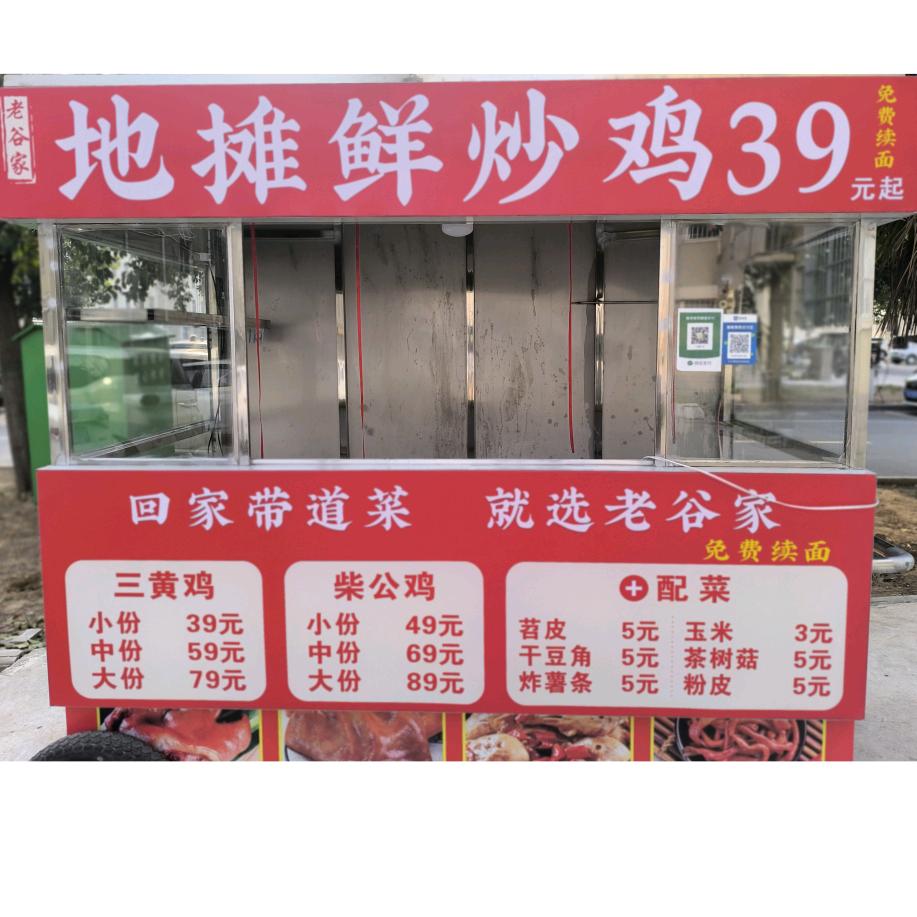 老谷家
地摊鲜炒鸡39
元起
免费续面
回家带道菜 就选老谷家
免费续面
三黄鸡
小份 39元
中份 59元
大份 79元
柴公鸡
小份 49元
中份 69元
大份 89元
+配菜
苕皮 5元
干豆角 5元
炸薯条 5元
玉米 3元
茶树菇 5元
粉皮 5元